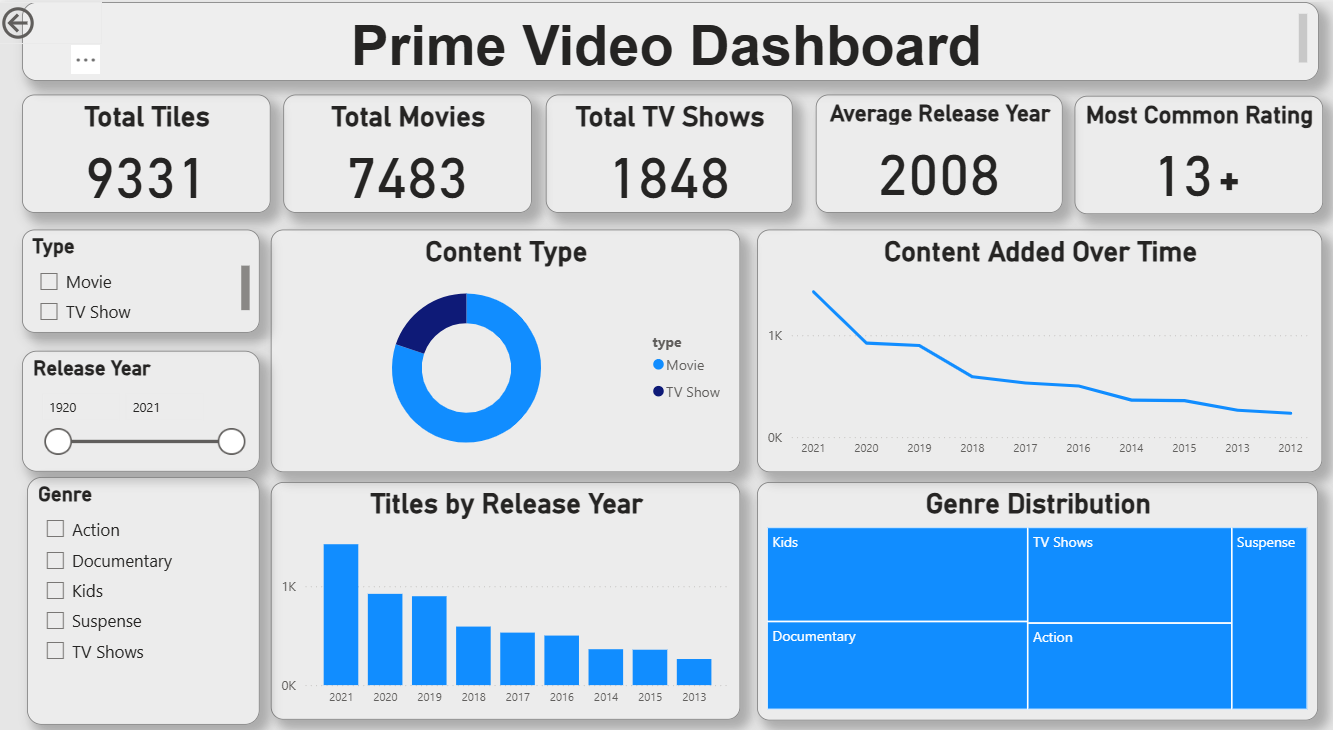 Prime Video Dashboard
...
Total Tiles
9331
Total Movies
7483
Total TV Shows
1848
Average Release Year
2008
Most Common Rating
13+
Type
Movie
TV Show
Release Year
1920 2021
Genre
Action
Documentary
Kids
Suspense
TV Shows
Content Type
type
Movie
TV Show
Content Added Over Time
1K
0K
2021 2020 2019 2018 2017 2016 2014 2015 2013 2012
Titles by Release Year
1K
0K
2021 2020 2019 2018 2017 2016 2014 2015 2013
Genre Distribution
Kids
TV Shows
Suspense
Documentary
Action